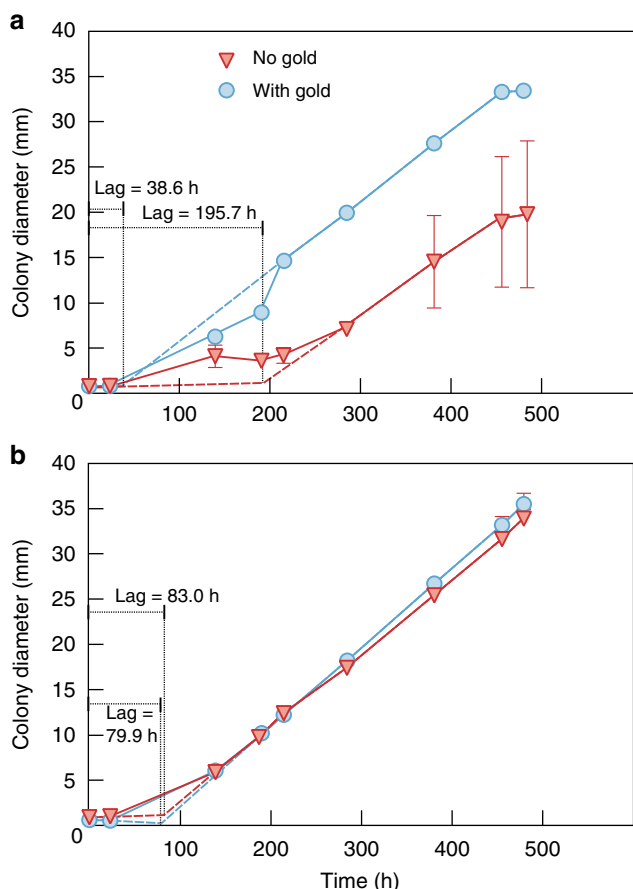 a
40
35
30
25
20
15
10
5
0
Colony diameter (mm)
No gold
With gold
Lag = 38.6 h
Lag = 195.7 h
100
200
300
400
500
b
40
35
30
25
20
15
10
5
0
Colony diameter (mm)
Lag = 83.0 h
Lag =
79.9 h
100
200
300
400
500
Time (h)